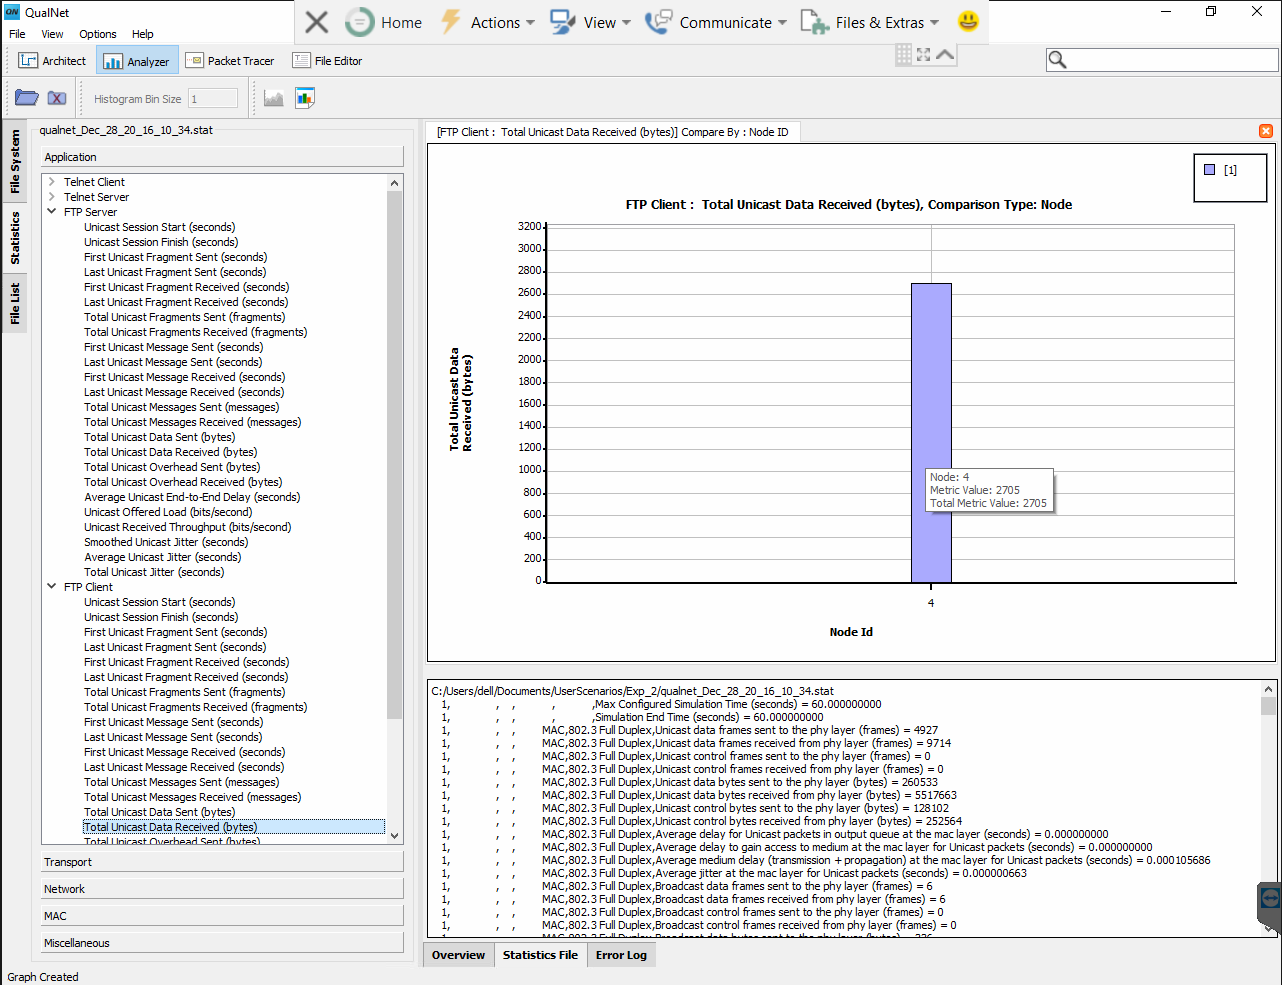 QN QualNet
Home Actions View Communicate Files & Extras
File View Options Help
Architect Analyzer Packet Tracer File Editor
Histogram Bin Size 1
File System
Statistics
File List
qualnet_Dec_28_20_16_10_34.stat
Application
Telnet Client
Telnet Server
FTP Server
Unicast Session Start (seconds)
Unicast Session Finish (seconds)
First Unicast Fragment Sent (seconds)
Last Unicast Fragment Sent (seconds)
First Unicast Fragment Received (seconds)
Last Unicast Fragment Received (seconds)
Total Unicast Fragments Sent (fragments)
Total Unicast Fragments Received (fragments)
First Unicast Message Sent (seconds)
Last Unicast Message Sent (seconds)
First Unicast Message Received (seconds)
Last Unicast Message Received (seconds)
Total Unicast Messages Sent (messages)
Total Unicast Messages Received (messages)
Total Unicast Data Sent (bytes)
Total Unicast Data Received (bytes)
Total Unicast Overhead Sent (bytes)
Total Unicast Overhead Received (bytes)
Average Unicast End-to-End Delay (seconds)
Unicast Offered Load (bits/second)
Unicast Received Throughput (bits/second)
Smoothed Unicast Jitter (seconds)
Average Unicast Jitter (seconds)
Total Unicast Jitter (seconds)
FTP Client
Unicast Session Start (seconds)
Unicast Session Finish (seconds)
First Unicast Fragment Sent (seconds)
Last Unicast Fragment Sent (seconds)
First Unicast Fragment Received (seconds)
Last Unicast Fragment Received (seconds)
Total Unicast Fragments Sent (fragments)
Total Unicast Fragments Received (fragments)
First Unicast Message Sent (seconds)
Last Unicast Message Sent (seconds)
First Unicast Message Received (seconds)
Last Unicast Message Received (seconds)
Total Unicast Messages Sent (messages)
Total Unicast Messages Received (messages)
Total Unicast Data Sent (bytes)
Total Unicast Data Received (bytes)
Total Unicast Overhead Sent (bytes)
Transport
Network
MAC
Miscellaneous
[FTP Client : Total Unicast Data Received (bytes)] Compare By : Node ID
[1]
FTP Client : Total Unicast Data Received (bytes), Comparison Type: Node
3200
3000
2800
2600
2400
2200
2000
1800
1600
1400
1200
1000
800
600
400
200
0
Total Unicast Data
Received (bytes)
Node: 4
Metric Value: 2705
Total Metric Value: 2705
4
Node Id
C:/Users/dell/Documents/UserScenarios/Exp_2/qualnet_Dec_28_20_16_10_34.stat
1, , , , ,Max Configured Simulation Time (seconds) = 60.000000000
1, , , , ,Simulation End Time (seconds) = 60.000000000
1, , , MAC,802.3 Full Duplex,Unicast data frames sent to the phy layer (frames) = 4927
1, , , MAC,802.3 Full Duplex,Unicast data frames received from phy layer (frames) = 9714
1, , , MAC,802.3 Full Duplex,Unicast control frames sent to the phy layer (frames) = 0
1, , , MAC,802.3 Full Duplex,Unicast control frames received from phy layer (frames) = 0
1, , , MAC,802.3 Full Duplex,Unicast data bytes sent to the phy layer (bytes) = 260533
1, , , MAC,802.3 Full Duplex,Unicast data bytes received from phy layer (bytes) = 5517663
1, , , MAC,802.3 Full Duplex,Unicast control bytes sent to the phy layer (bytes) = 128102
1, , , MAC,802.3 Full Duplex,Unicast control bytes received from phy layer (bytes) = 252564
1, , , MAC,802.3 Full Duplex,Average delay for Unicast packets in output queue at the mac layer (seconds) = 0.000000000
1, , , MAC,802.3 Full Duplex,Average delay to gain access to medium at the mac layer for Unicast packets (seconds) = 0.000000000
1, , , MAC,802.3 Full Duplex,Average medium delay (transmission + propagation) at the mac layer for Unicast packets (seconds) = 0.000105686
1, , , MAC,802.3 Full Duplex,Average jitter at the mac layer for Unicast packets (seconds) = 0.000000663
1, , , MAC,802.3 Full Duplex,Broadcast data frames sent to the phy layer (frames) = 6
1, , , MAC,802.3 Full Duplex,Broadcast data frames received from phy layer (frames) = 6
1, , , MAC,802.3 Full Duplex,Broadcast control frames sent to the phy layer (frames) = 0
1, , , MAC,802.3 Full Duplex,Broadcast control frames received from phy layer (frames) = 0
1, , , MAC,802.3 Full Duplex,Broadcast data bytes sent to the phy layer (bytes) = 336
Overview Statistics File Error Log
Graph Created